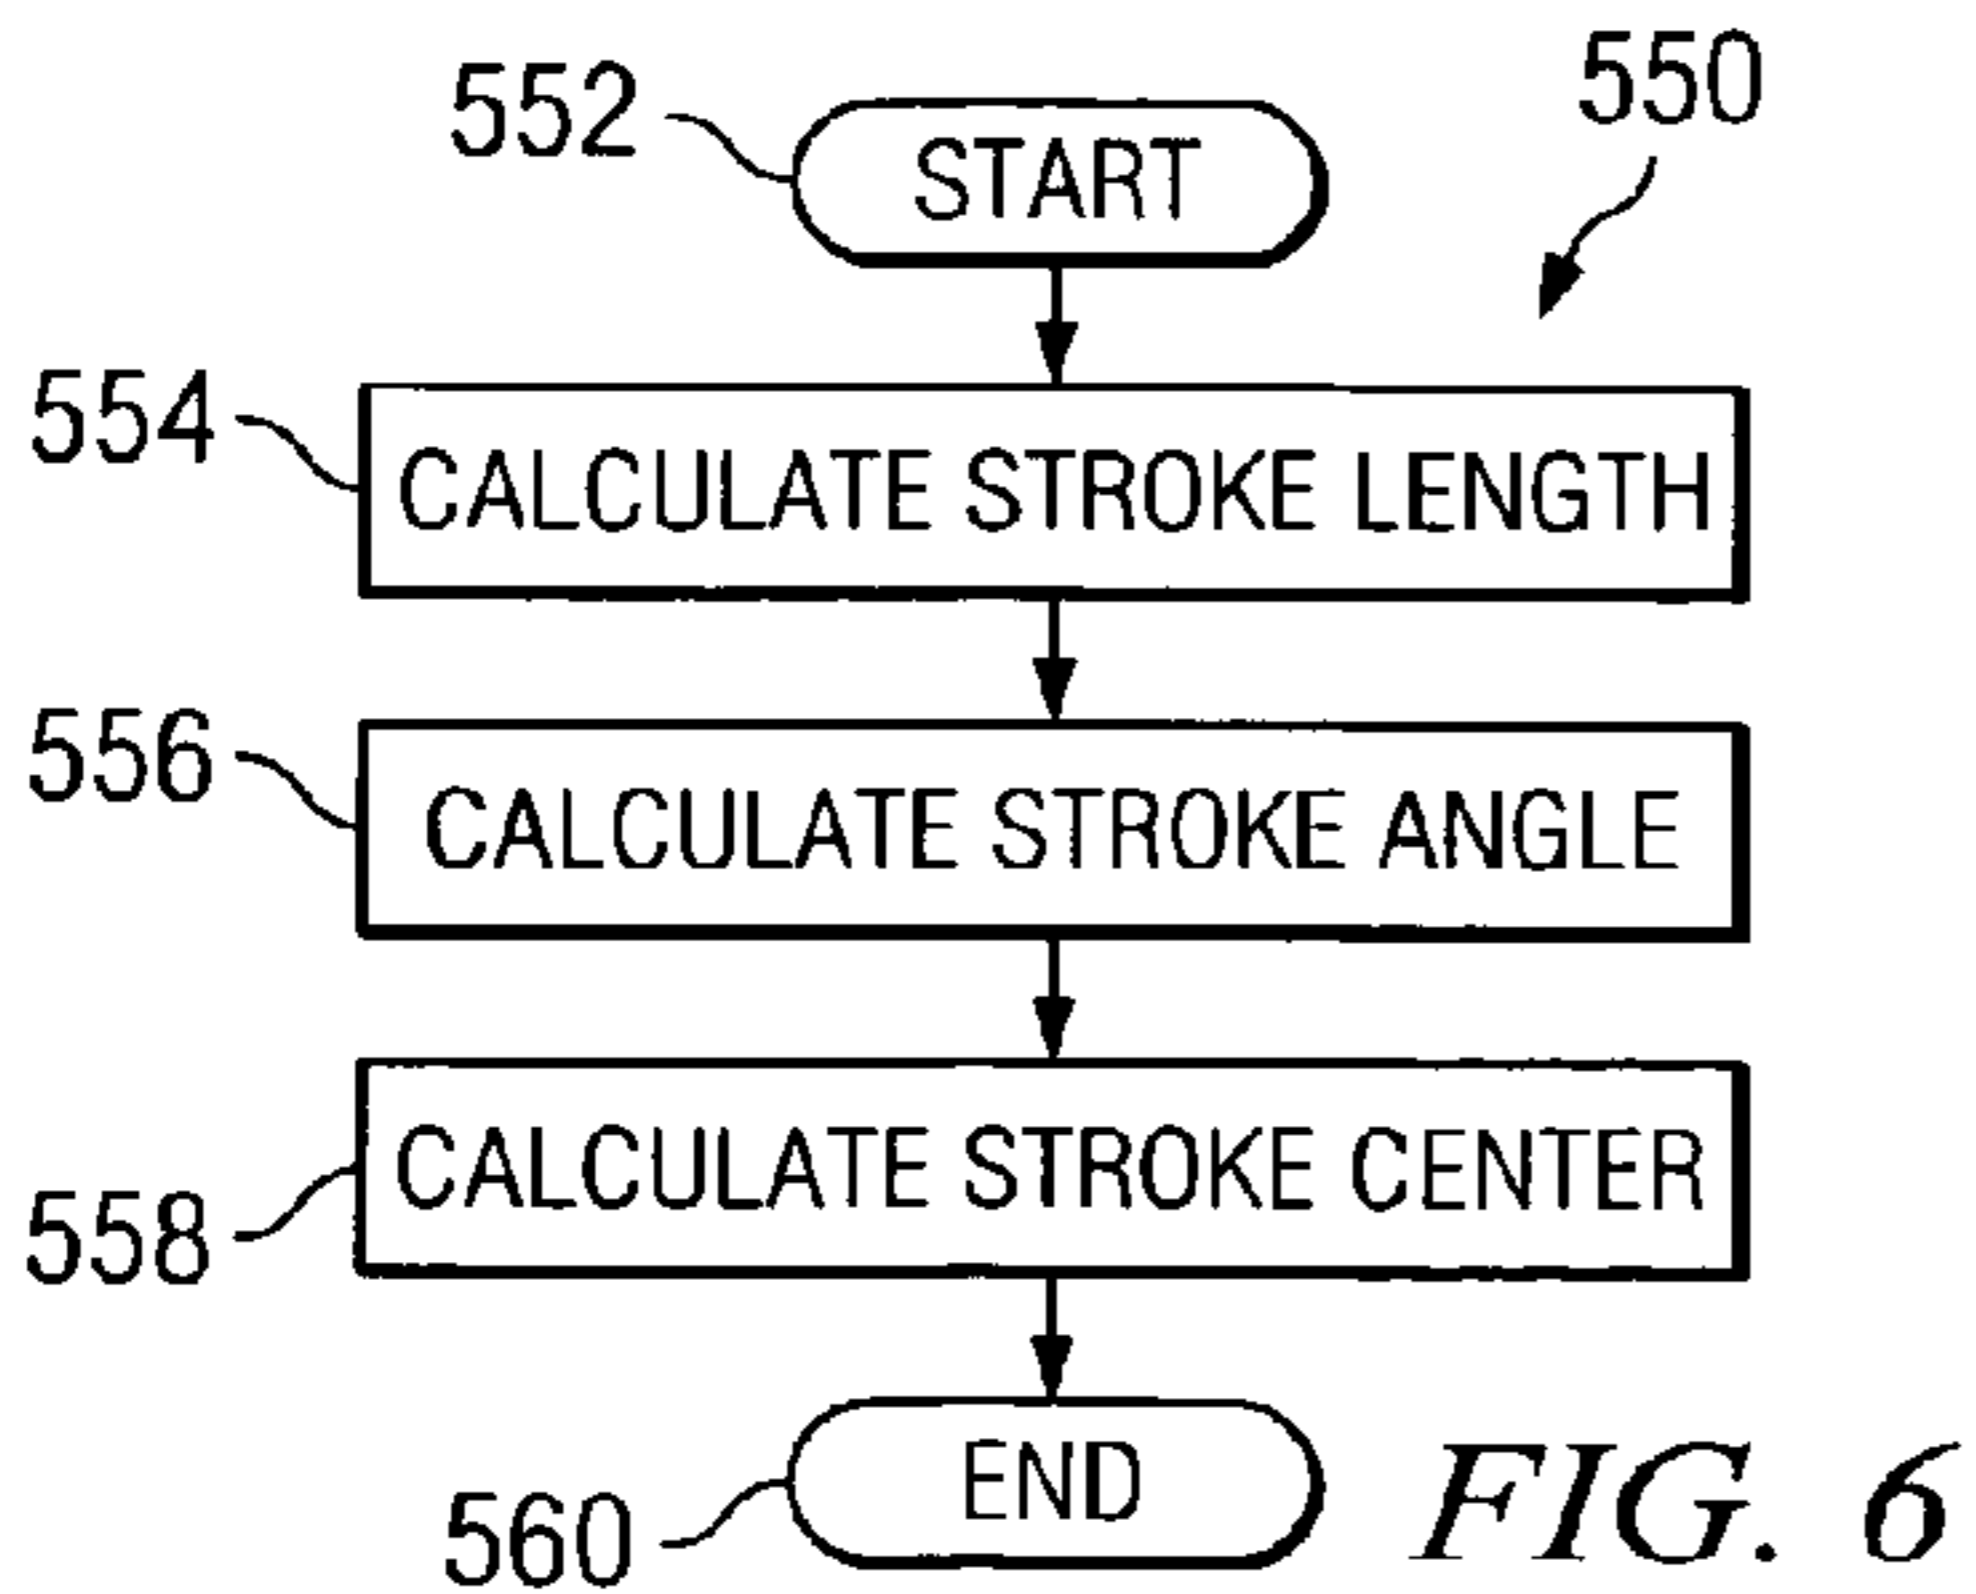 550
552
START
554
CALCULATE STROKE LENGTH
556
CALCULATE STROKE ANGLE
CALCULATE STROKE CENTER
558
END
560
FIG. 6